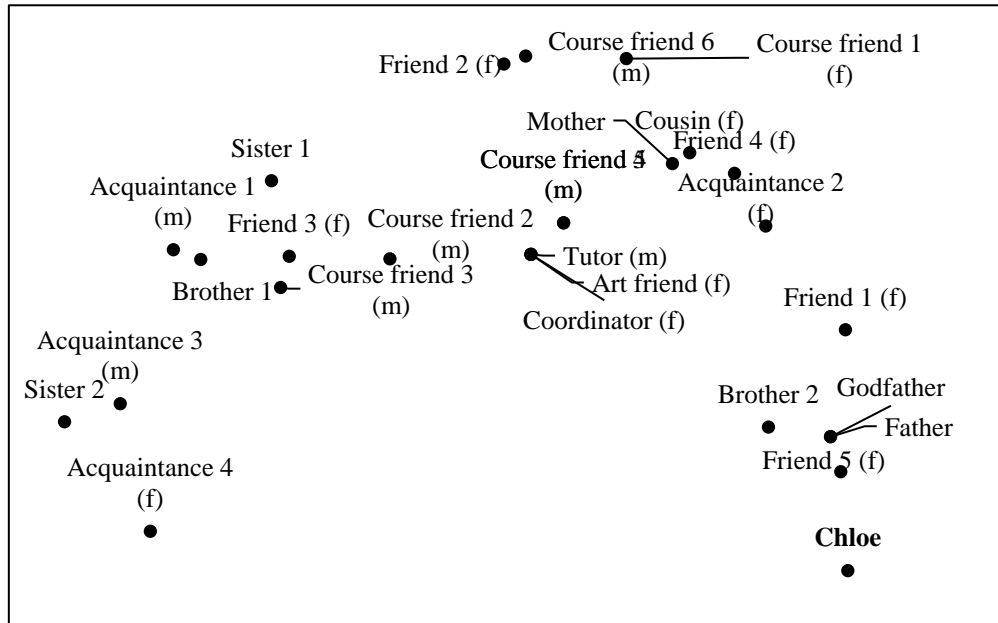 Course friend 6
(m)
Course friend 1
(f)
Friend 2 (f)
Mother
Cousin (f)
Friend 4 (f)
Sister 1
Course friend
(m)
Acquaintance 2
(f)
Acquaintance 1
(m)
Friend 3 (f)
Course friend 2
(m)
Tutor (m)
Art friend (f)
Coordinator (f)
Brother 1
Course friend 3
(m)
Friend 1 (f)
Acquaintance 3
(m)
Sister 2
Brother 2
Godfather
Father
Friend 5 (f)
Acquaintance 4
(f)
Chloe